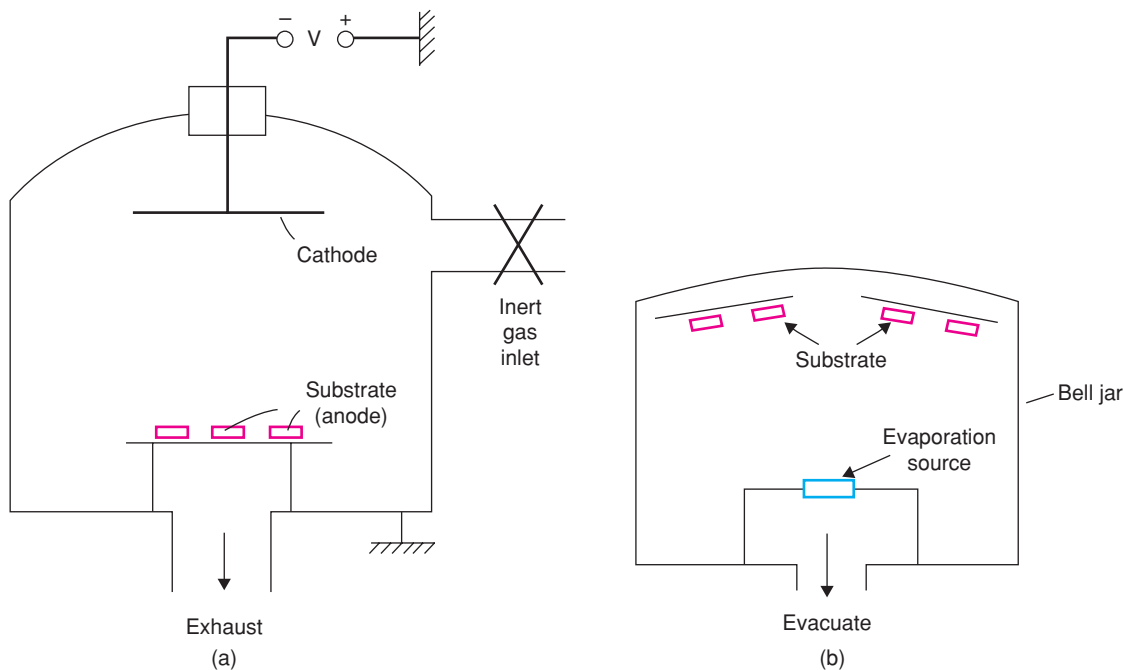 − V +
Cathode
Inert
gas
inlet
Substrate
(anode)
Exhaust
(a)
Substrate
Bell jar
Evaporation
source
Evacuate
(b)